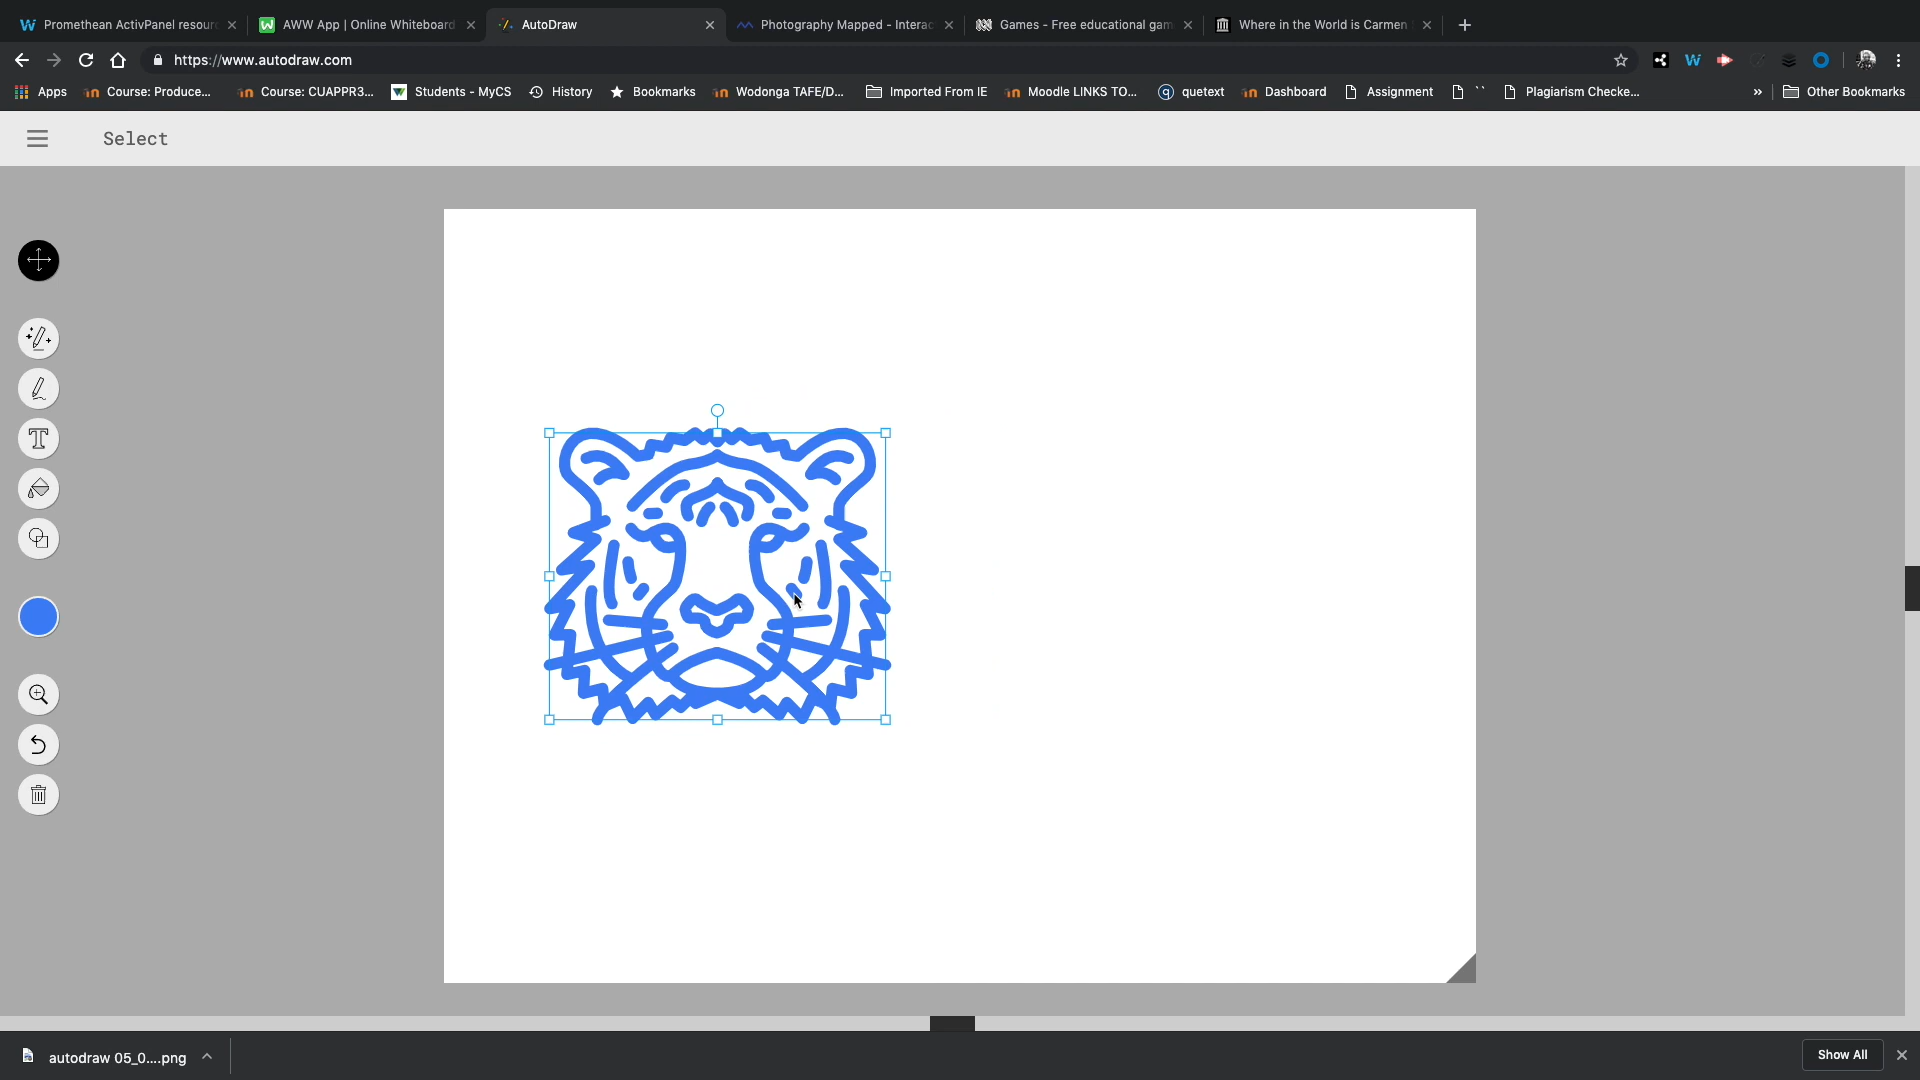 Promethean ActivPanel resourc
AWW App | Online Whiteboard
AutoDraw
Photography Mapped - Interac
Games - Free educational gam
Where in the World is Carmen
https://www.autodraw.com
Apps
Course: Produce...
Course: CUAPPR3...
Students - MyCS
History
Bookmarks
Wodonga TAFE/D...
Imported From IE
Moodle LINKS TO...
quetext
Dashboard
Assignment
``
Plagiarism Checke...
»
Other Bookmarks
Select
autodraw 05_0....png
Show All